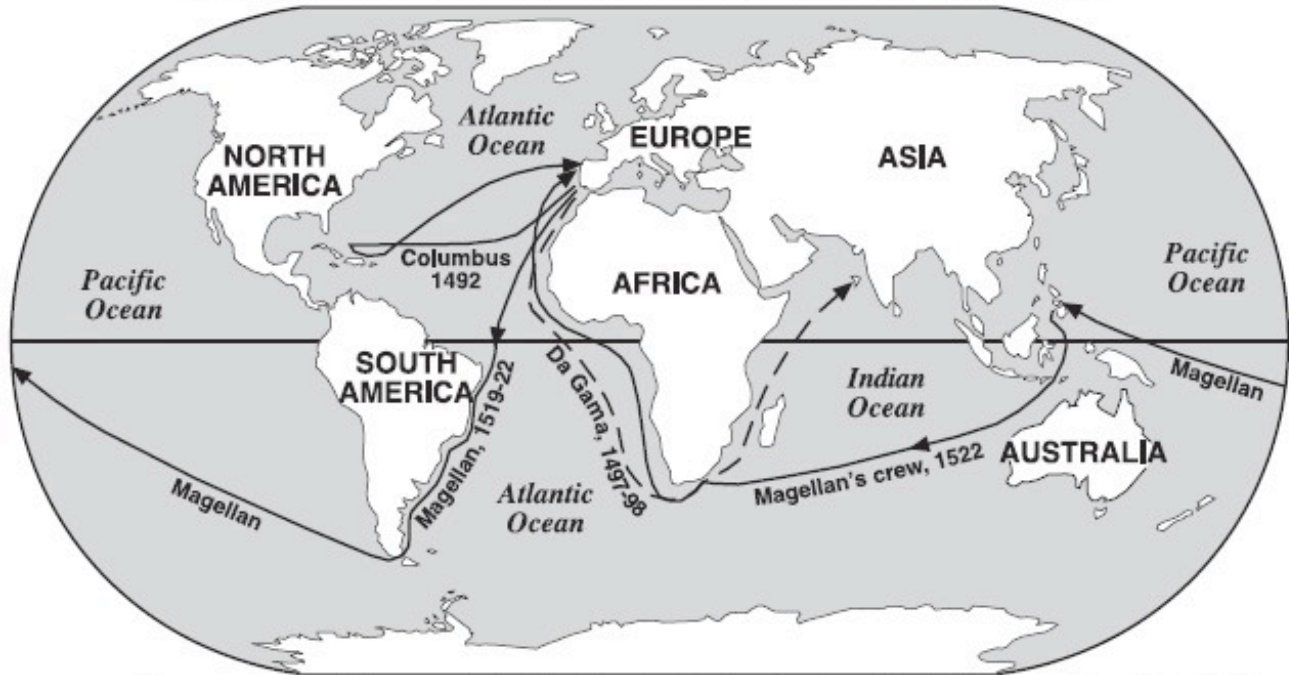 Atlantic
Ocean
EUROPE
ASIA
NORTH
AMERICA
Columbus
1492
Pacific
Ocean
AFRICA
Pacific
Ocean
SOUTH
AMERICA
Magellan, 1519-22
Da Gama, 1497-98
Indian
Ocean
Magellan
AUSTRALIA
Magellan's crew, 1522
Magellan
Atlantic
Ocean